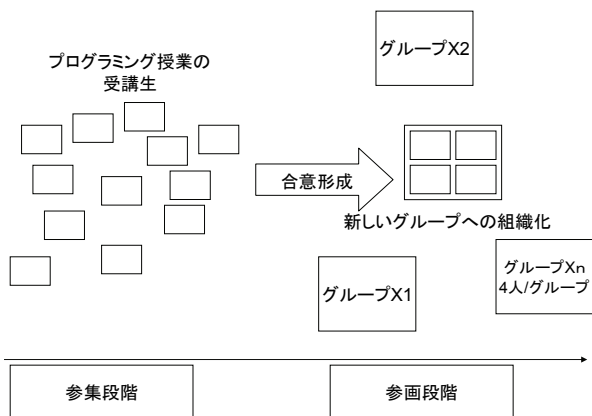 グループX2
プログラミング授業の
受講生
合意形成
新しいグループへの組織化
グループX1
グループXn
4人/グループ
参集段階
参画段階